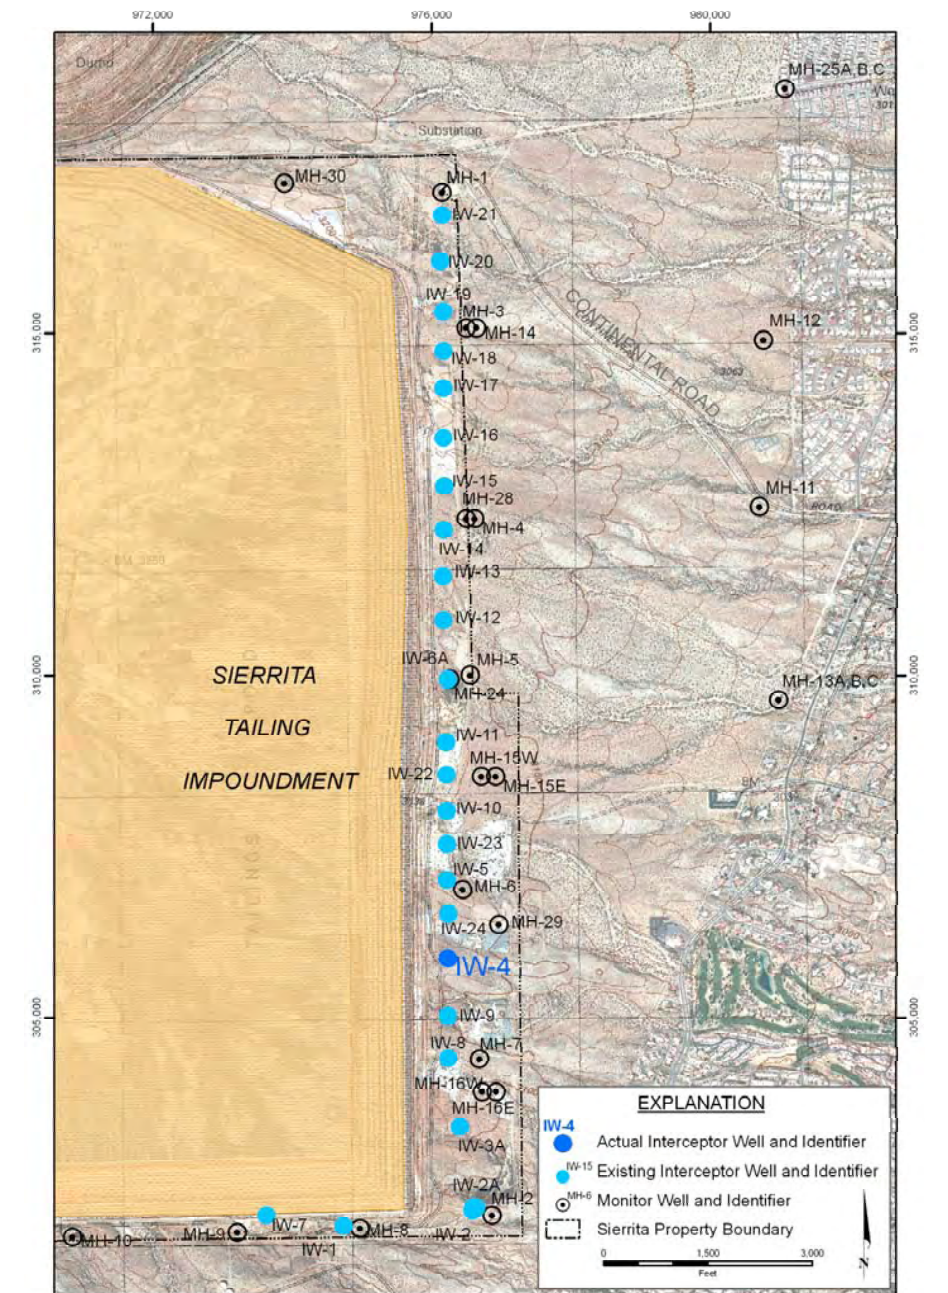 972,000
976,000
980,000
Dump
MH-25A,B,C
Substation
MH-30
MH-1
3200
IW-21
IW-20
IW-19
MH-3
MH-14
CONTINENTAL ROAD
MH-12
315,000
IW-18
3063
IW-17
IW-16
IW-15
MH-28
MH-4
MH-11
ROAD
IW-14
IW-13
IW-12
IW-6A
MH-5
310,000
MH-24
MH-13A,B,C
SIERRITA
TAILING
IMPOUNDMENT
IW-11
MH-15W
IW-22
MH-15E
BM
IW-10
IW-23
TAILINGS
IW-5
MH-6
IW-24
MH-29
IW-4
305,000
IW-9
IW-8
MH-7
MH-16W
MH-16E
IW-3A
IW-2A
MH-2
IW-7
MH-10
MH-9
IW-1
MH-8
IW-2
EXPLANATION
IW-4
Actual Interceptor Well and Identifier
IW-15
Existing Interceptor Well and Identifier
MH-6
Monitor Well and Identifier
Sierrita Property Boundary
0 1,500 3,000
Feet
N